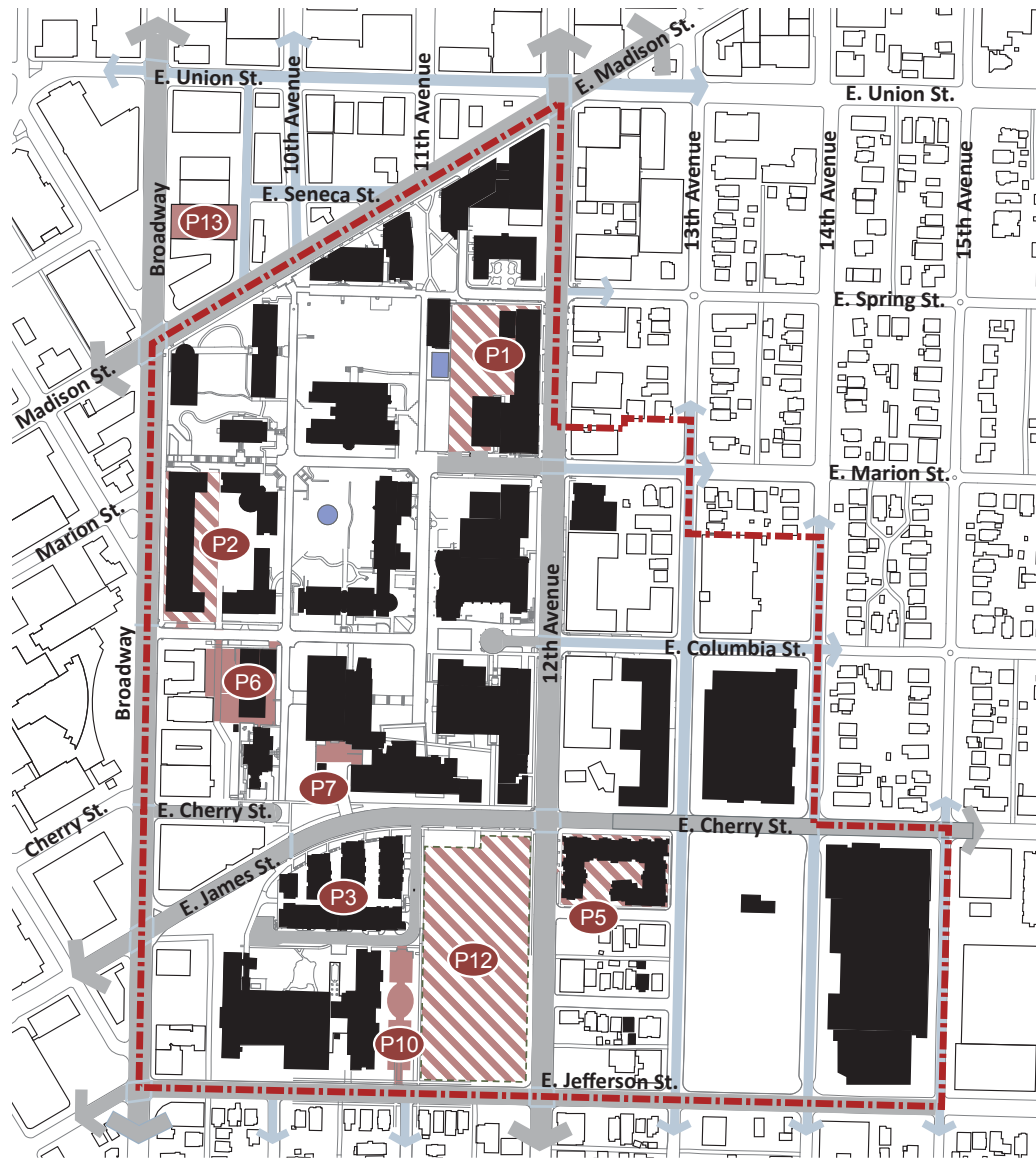 E. Madison St.
E. Union St.
E. Union St.
10th Avenue
11th Avenue
13th Avenue
14th Avenue
15th Avenue
E. Seneca St.
P13
Broadway
E. Spring St.
P1
Madison St.
E. Marion St.
Marion St.
P2
12th Avenue
E. Columbia St.
Broadway
P6
P7
E. Cherry St.
Cherry St.
E. Cherry St.
E. James St.
P3
P5
P12
P10
E. Jefferson St.